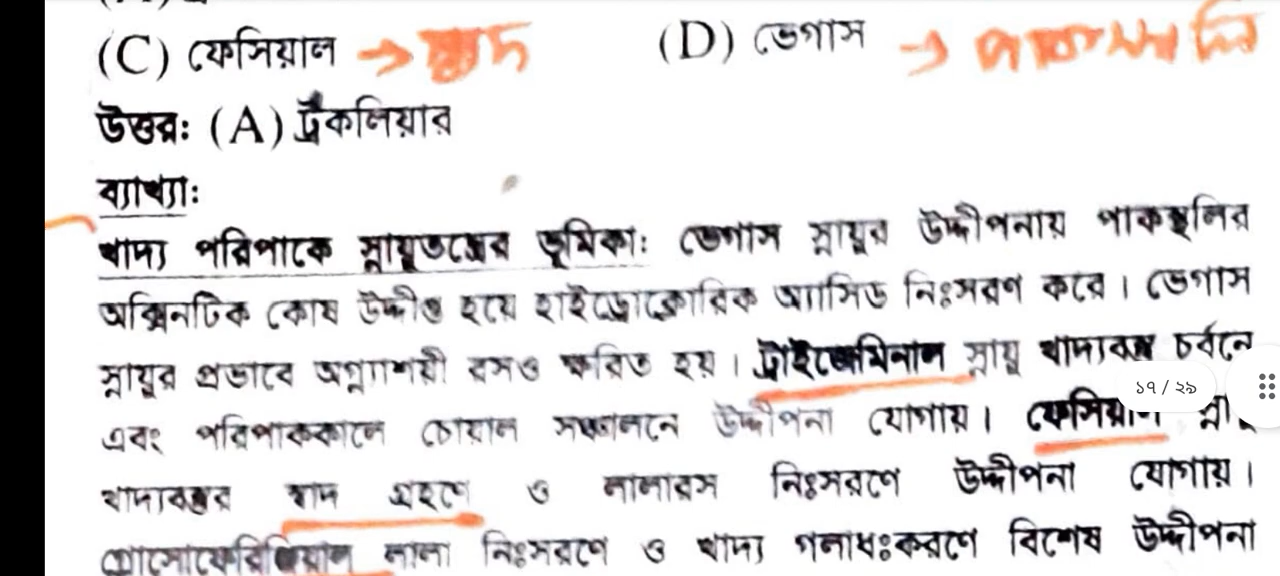 (C) ফেসিয়াল → স্বাদ (D) ভেগাস →
উত্তর: (A) ট্রকলিয়ার
ব্যাখ্যা:
খাদ্য পরিপাকে স্নায়ুতন্ত্রের ভূমিকা: ভেগাস স্নায়ুর উদ্দীপনায় পাকস্থলির
অক্সিনটিক কোষ উদ্দীপ্ত হয়ে হাইড্রোক্লোরিক অ্যাসিড নিঃসরণ করে। ভেগাস
স্নায়ুর প্রভাবে অগ্ন্যাশয়ী রসও ক্ষরিত হয়। ট্রাইজেমিনাল স্নায়ু খাদ্যবস্তু চর্বনে
১৭ / ২৯
এবং পরিপাককালে চোয়াল সঞ্চালনে উদ্দীপনা যোগায়। ফেসিয়াল
খাদ্যবস্তুর স্বাদ গ্রহণে ও লালারস নিঃসরণে উদ্দীপনা যোগায়।
লালা নিঃসরণে ও খাদ্য গলাধঃকরণে বিশেষ উদ্দীপনা